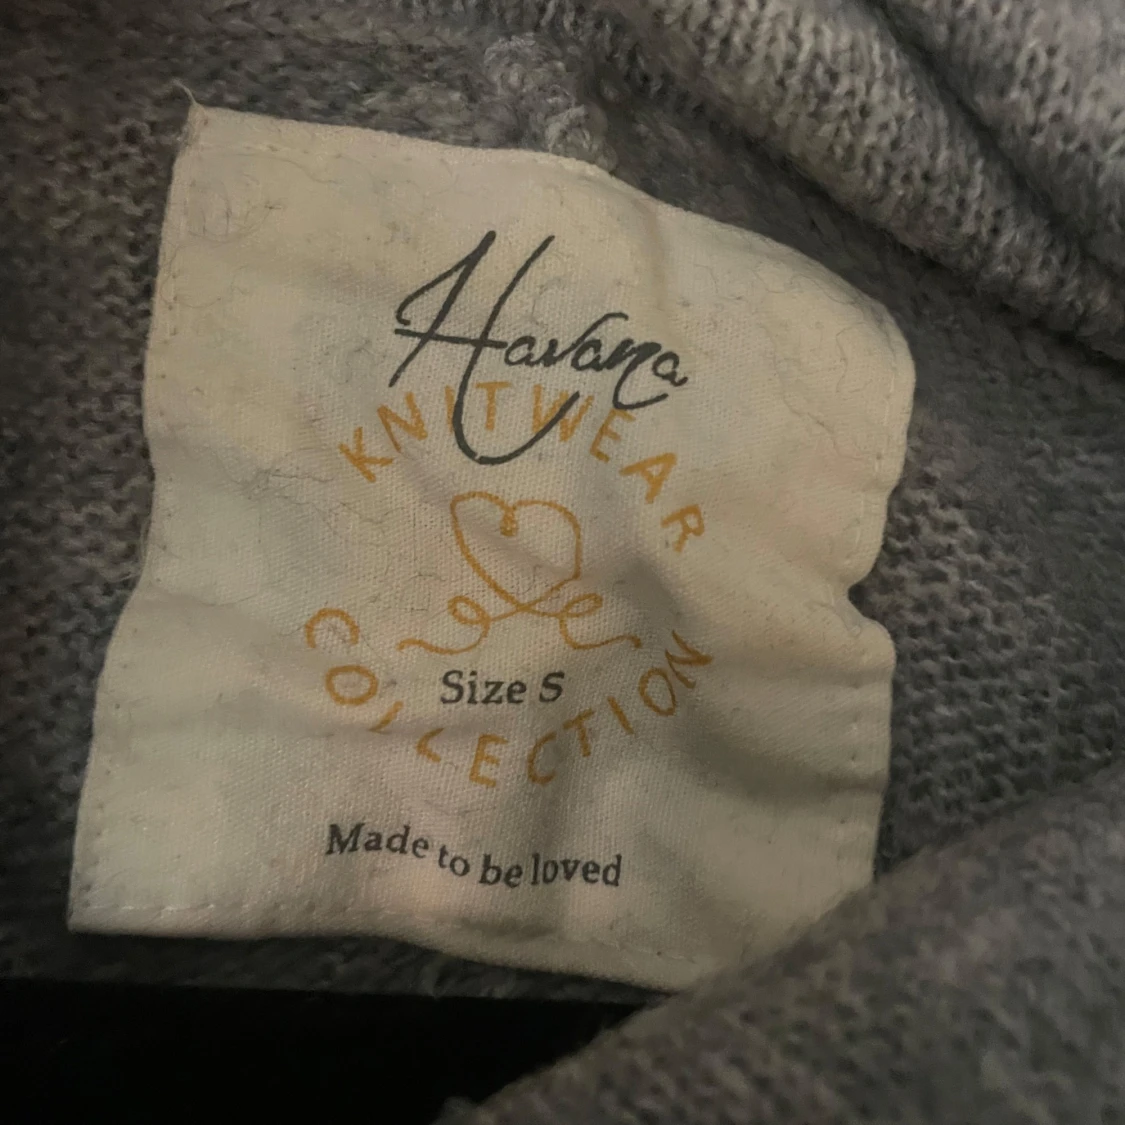 Havana
KNITWEAR
COLLECTION
Size S
Made to be loved